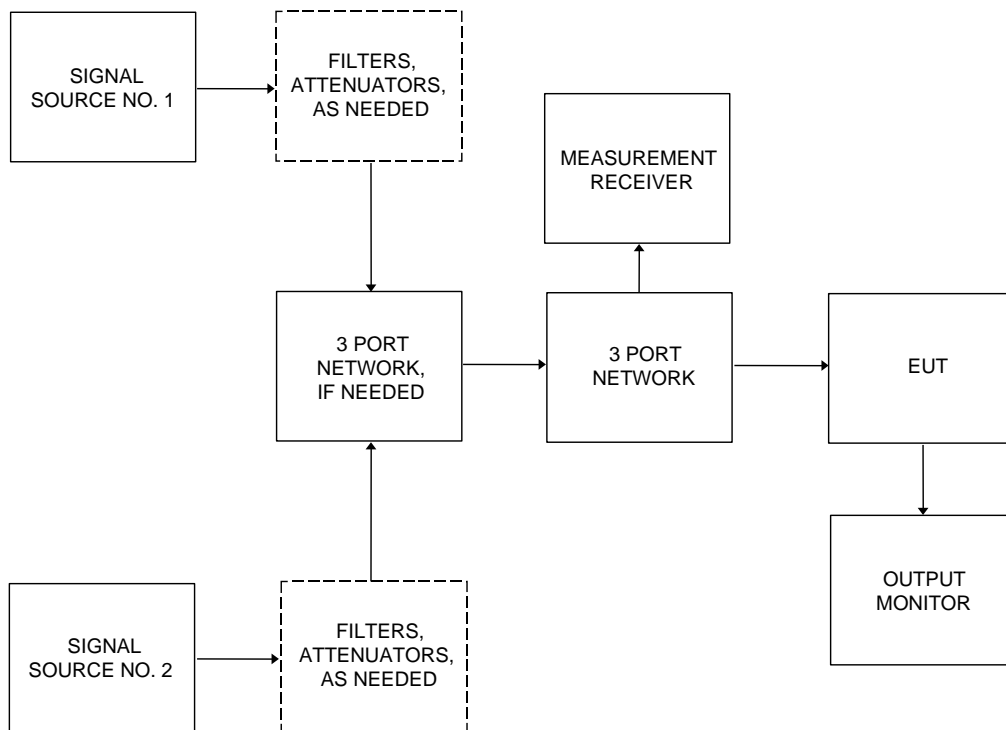 SIGNAL
SOURCE NO. 1
FILTERS,
ATTENUATORS,
AS NEEDED
MEASUREMENT
RECEIVER
3 PORT
NETWORK,
IF NEEDED
3 PORT
NETWORK
EUT
OUTPUT
MONITOR
SIGNAL
SOURCE NO. 2
FILTERS,
ATTENUATORS,
AS NEEDED